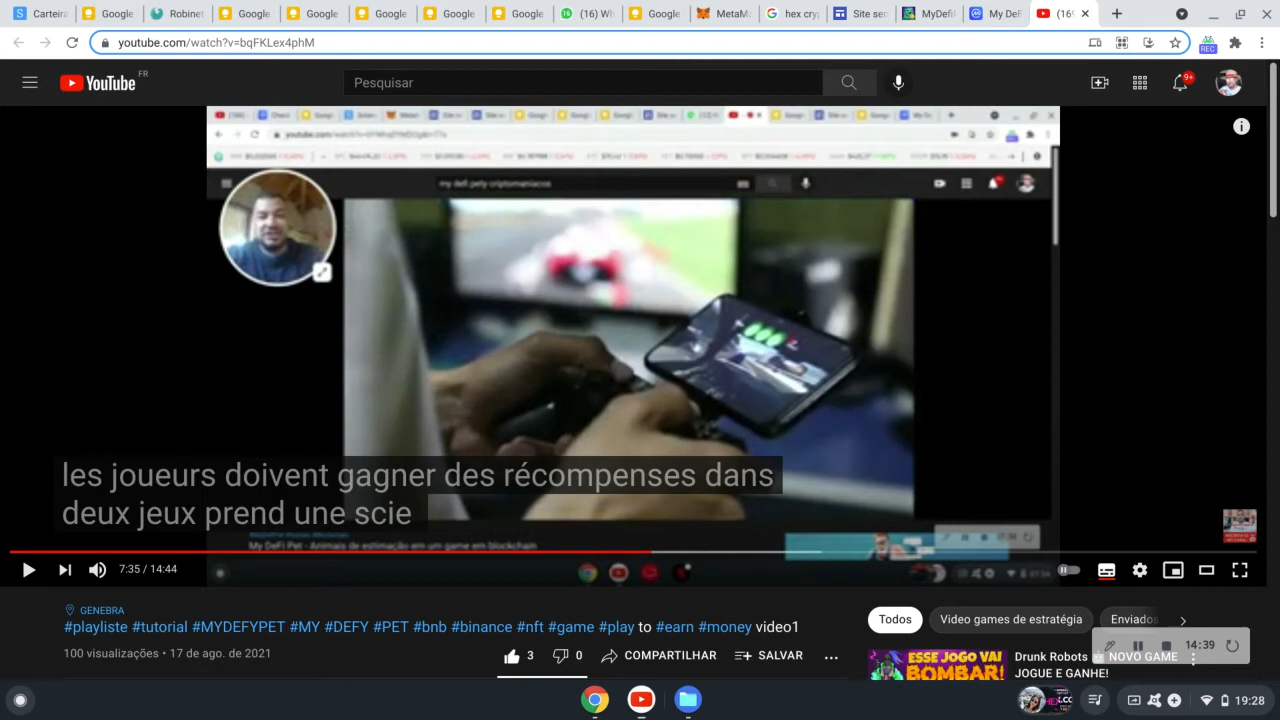 Carteira
Google
Robinet
Google
Google
Google
Google
Google
(16) Wh
Google
MetaMa
hex cry
Site sen
MyDefi
My DeF
(169
youtube.com/watch?v=bqFKLex4phM
REC
YouTube FR
Pesquisar
9+
my defi pety criptomaniacos
les joueurs doivent gagner des récompenses dans
deux jeux prend une scie
My DeFi Pet - Animais de estimação em um game em blockchain
7:35 / 14:44
GENEBRA
#playliste #tutorial #MYDEFYPET #MY #DEFY #PET #bnb #binance #nft #game #play to #earn #money video1
100 visualizações • 17 de ago. de 2021
3
0
COMPARTILHAR
SALVAR
Todos
Video games de estratégia
Enviados
14:39
ESSE JOGO VAI
BOMBAR!
Drunk Robots NOVO GAME
JOGUE E GANHE!
19:28